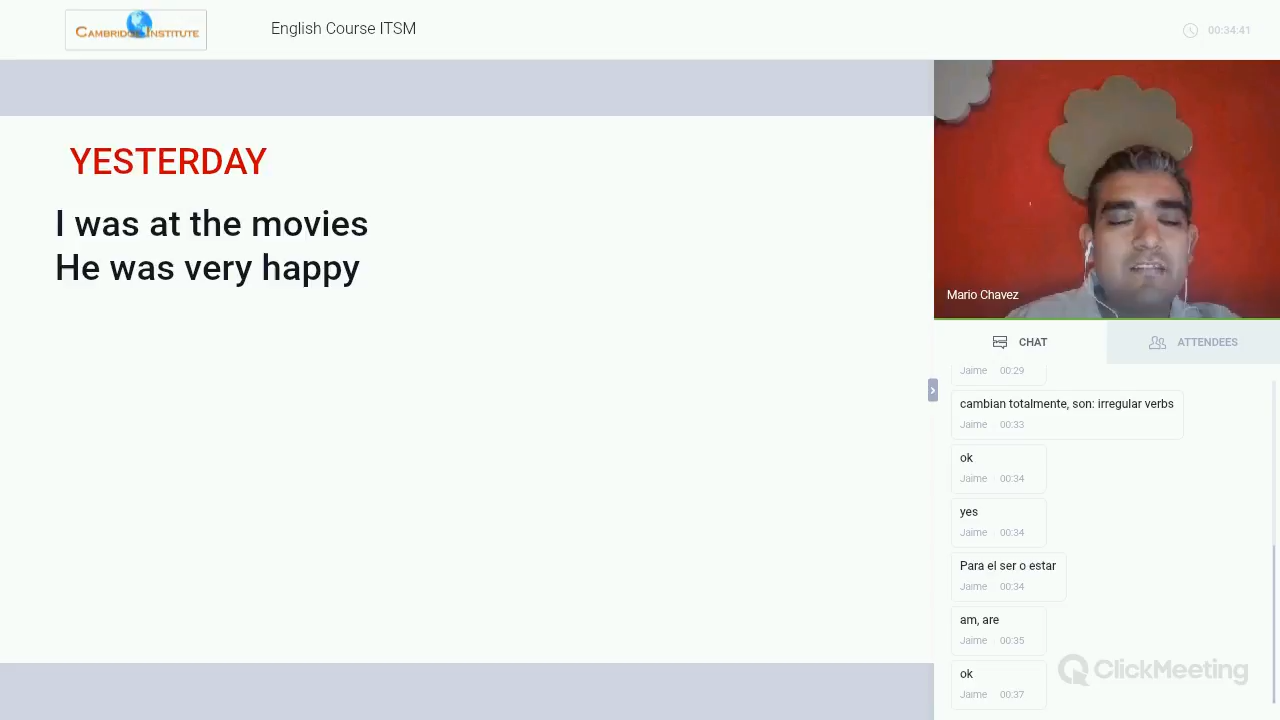 CAMBRIDGE INSTITUTE
English Course ITSM
00:34:41
YESTERDAY
I was at the movies
He was very happy
Mario Chavez
CHAT
ATTENDEES
Jaime 00:29
cambian totalmente, son: irregular verbs
Jaime 00:33
ok
Jaime 00:34
yes
Jaime 00:34
Para el ser o estar
Jaime 00:34
am, are
Jaime 00:35
ok
Jaime 00:37
ClickMeeting